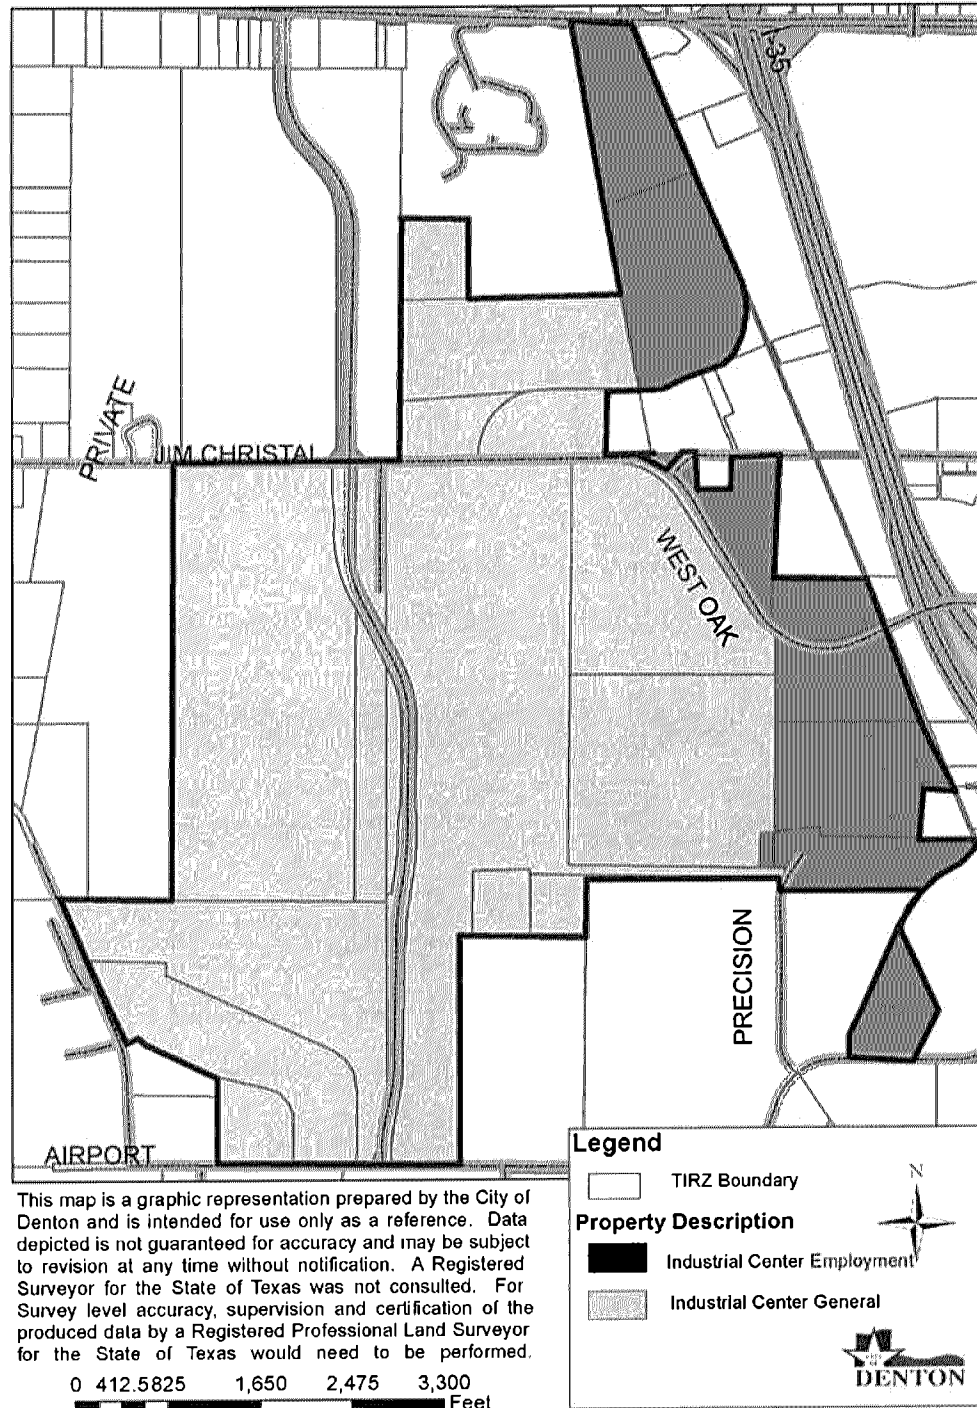 I-35
PRIVATE
JIM CHRISTAL
WEST OAK
PRECISION
AIRPORT
This map is a graphic representation prepared by the City of
Denton and is intended for use only as a reference. Data
depicted is not guaranteed for accuracy and may be subject
to revision at any time without notification. A Registered
Surveyor for the State of Texas was not consulted. For
Survey level accuracy, supervision and certification of the
produced data by a Registered Professional Land Surveyor
for the State of Texas would need to be performed.
0 412.5825 1,650 2,475 3,300
Feet
Legend
TIRZ Boundary
N
Property Description
Industrial Center Employment
Industrial Center General
DENTON